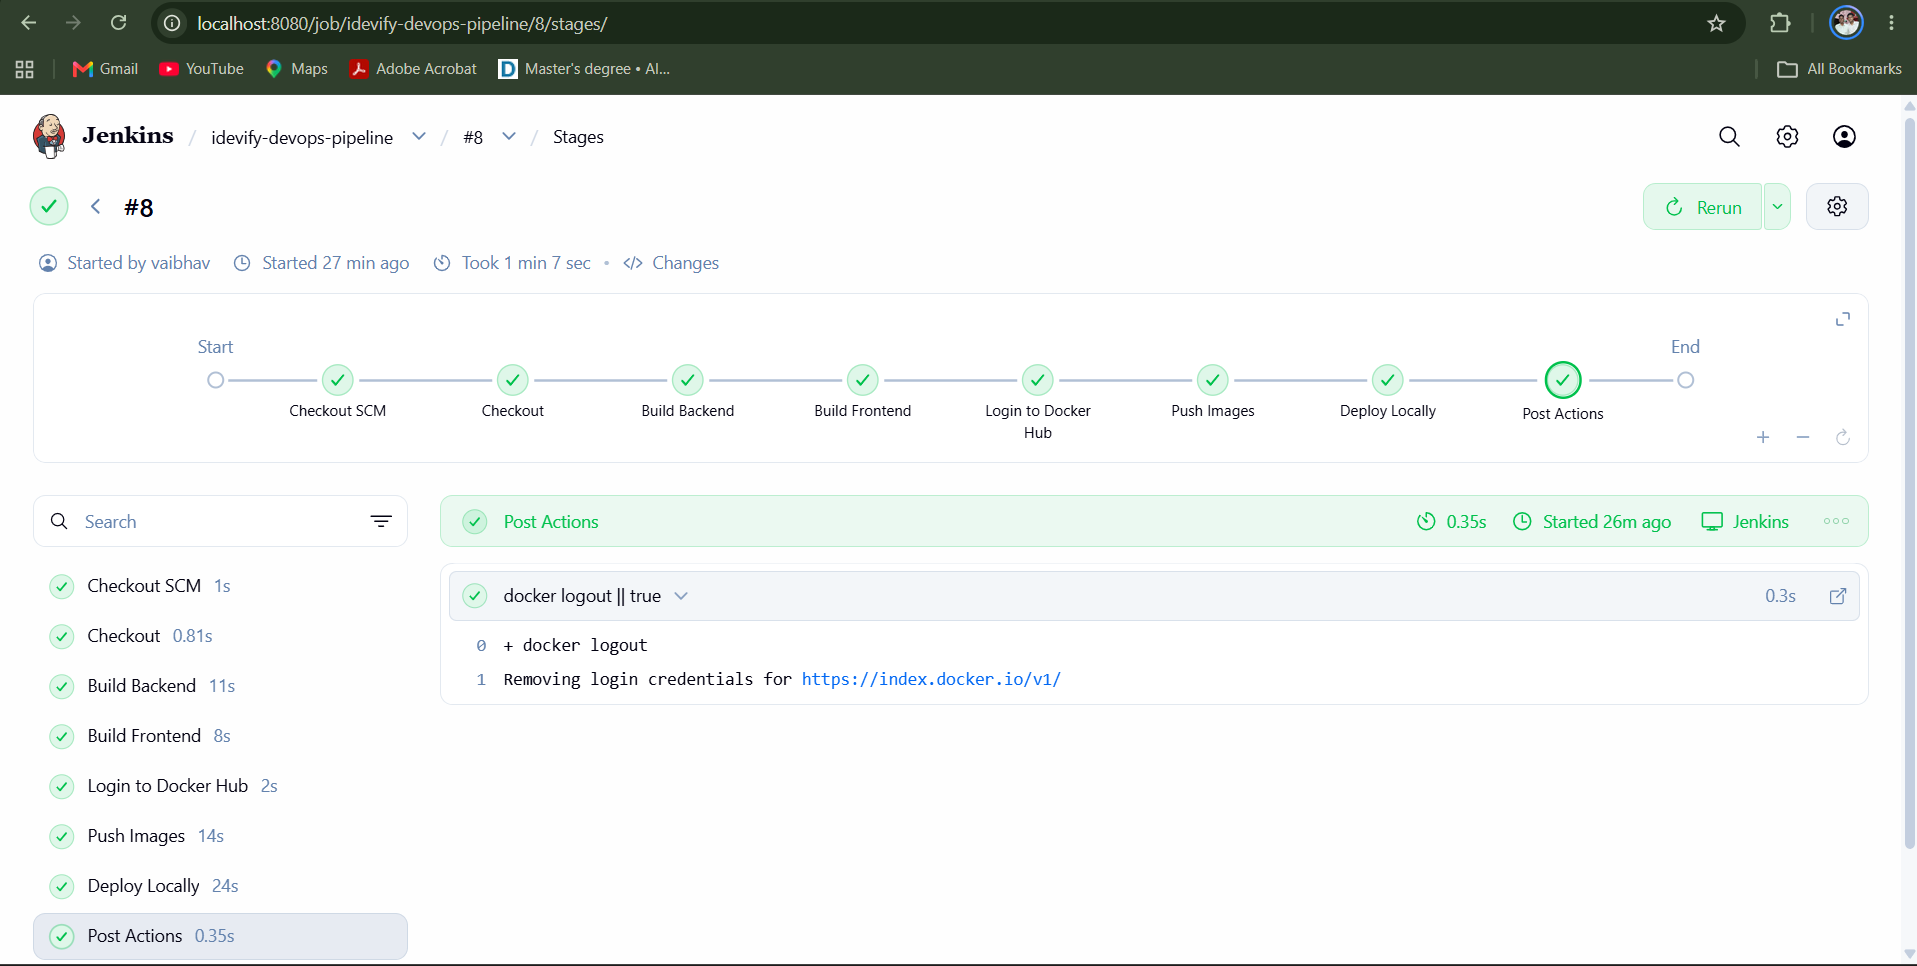 localhost:8080/job/idevify-devops-pipeline/8/stages/
Gmail YouTube Maps Adobe Acrobat Master's degree • Al... All Bookmarks
Jenkins / idevify-devops-pipeline / #8 / Stages
#8
Rerun
Started by vaibhav Started 27 min ago Took 1 min 7 sec • </> Changes
Start End
Checkout SCM Checkout Build Backend Build Frontend Login to Docker Hub Push Images Deploy Locally Post Actions
Search
Checkout SCM 1s
Checkout 0.81s
Build Backend 11s
Build Frontend 8s
Login to Docker Hub 2s
Push Images 14s
Deploy Locally 24s
Post Actions 0.35s
Post Actions 0.35s Started 26m ago Jenkins
docker logout || true 0.3s
0 + docker logout
1 Removing login credentials for https://index.docker.io/v1/